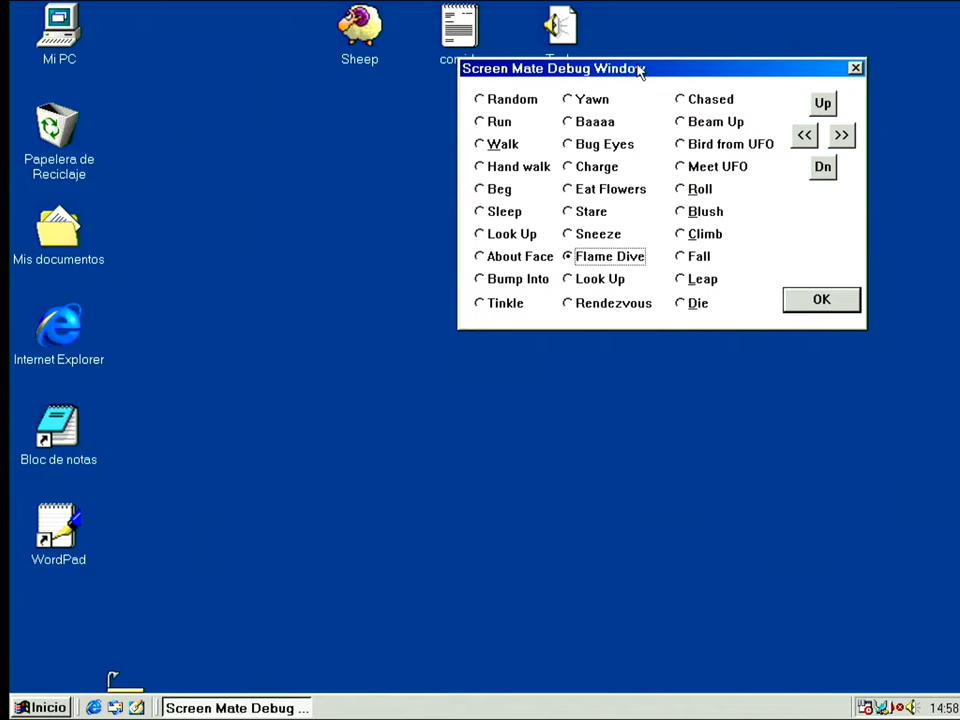 Mi PC
Sheep
Papelera de
Reciclaje
Mis documentos
Internet Explorer
Bloc de notas
WordPad
Screen Mate Debug Window
Random
Run
Walk
Hand walk
Beg
Sleep
Look Up
About Face
Bump Into
Tinkle
Yawn
Baaaa
Bug Eyes
Charge
Eat Flowers
Stare
Sneeze
Flame Dive
Look Up
Rendezvous
Chased
Beam Up
Bird from UFO
Meet UFO
Roll
Blush
Climb
Fall
Leap
Die
Up
<< >>
Dn
OK
Inicio
Screen Mate Debug ...
14:58